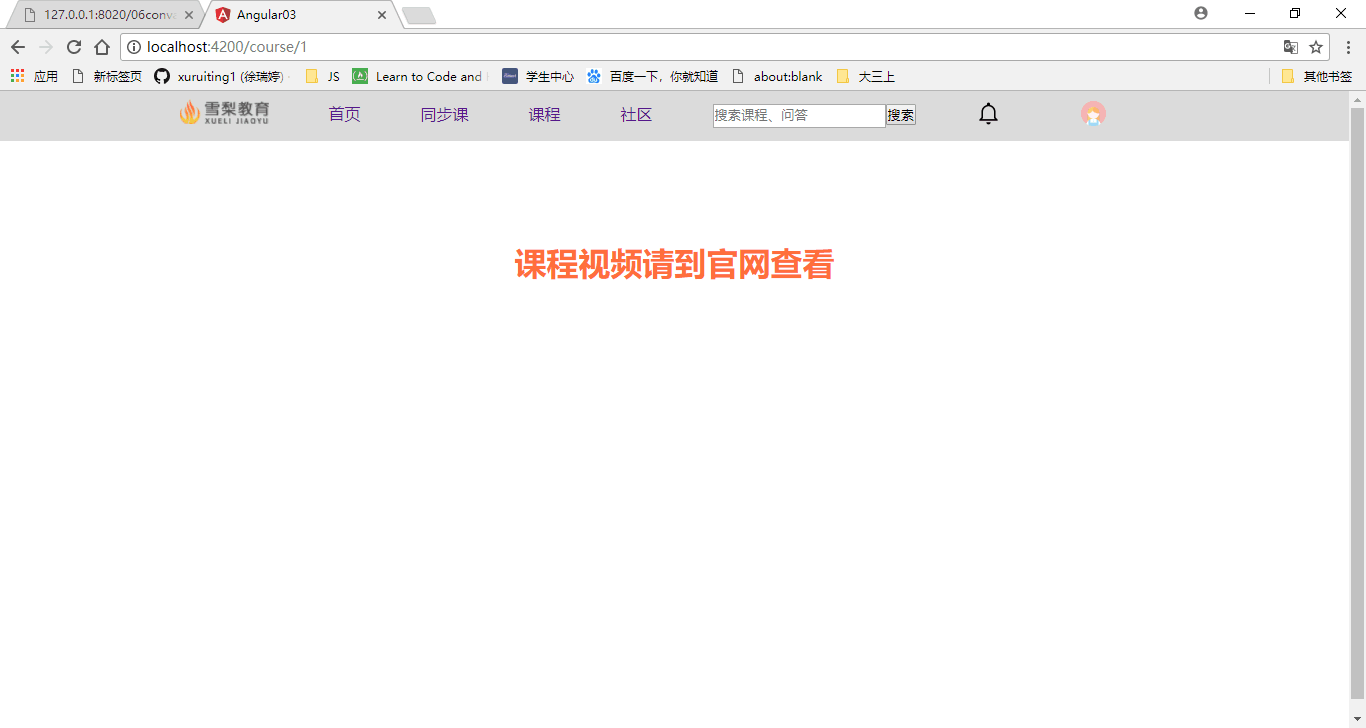 127.0.0.1:8020/06conv
Angular03
localhost:4200/course/1
应用 新标签页 xuruiting1 (徐瑞婷) JS Learn to Code and 学生中心 百度一下，你就知道 about:blank 大三上 其他书签
雪梨教育 首页 同步课 课程 社区 搜索课程、问答 搜索
XUELI JIAOYU
课程视频请到官网查看